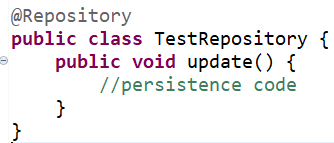 @Repository
public class TestRepository {
    public void update() {
        //persistence code
    }
}